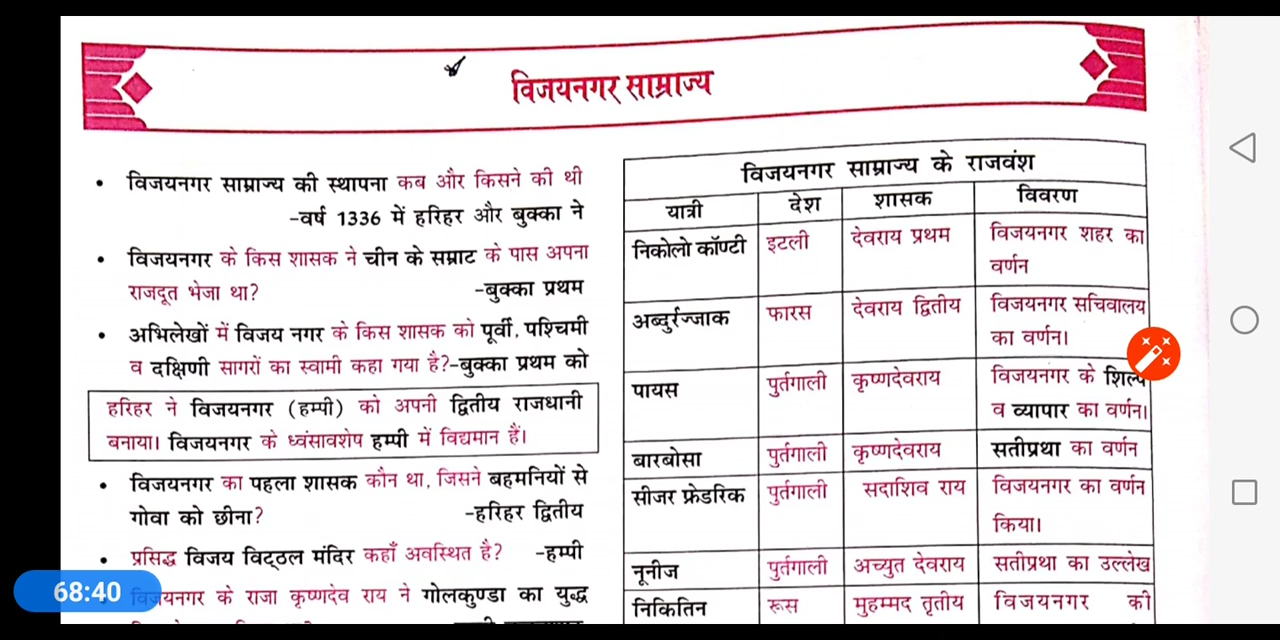 विजयनगर साम्राज्य
• विजयनगर साम्राज्य की स्थापना कब और किसने की थी
-वर्ष 1336 में हरिहर और बुक्का ने
• विजयनगर के किस शासक ने चीन के सम्राट के पास अपना
राजदूत भेजा था? -बुक्का प्रथम
• अभिलेखों में विजय नगर के किस शासक को पूर्वी, पश्चिमी
व दक्षिणी सागरों का स्वामी कहा गया है?-बुक्का प्रथम को
हरिहर ने विजयनगर (हम्पी) को अपनी द्वितीय राजधानी
बनाया। विजयनगर के ध्वंसावशेप हम्पी में विद्यमान हैं।
• विजयनगर का पहला शासक कौन था, जिसने बहमनियों से
गोवा को छीना? -हरिहर द्वितीय
• प्रसिद्ध विजय विट्ठल मंदिर कहाँ अवस्थित है? -हम्पी
विजयनगर के राजा कृष्णदेव राय ने गोलकुण्डा का युद्ध
68:40
विजयनगर साम्राज्य के राजवंश
यात्री देश शासक विवरण
निकोलो कॉण्टी इटली देवराय प्रथम विजयनगर शहर का
वर्णन
अब्दुर्रज्जाक फारस देवराय द्वितीय विजयनगर सचिवालय
का वर्णन।
पायस पुर्तगाली कृष्णदेवराय विजयनगर के शिल्प
व व्यापार का वर्णन।
बारबोसा पुर्तगाली कृष्णदेवराय सतीप्रथा का वर्णन
सीजर फ्रेडरिक पुर्तगाली सदाशिव राय विजयनगर का वर्णन
किया।
नूनीज पुर्तगाली अच्युत देवराय सतीप्रथा का उल्लेख
निकितिन रूस मुहम्मद तृतीय विजयनगर की